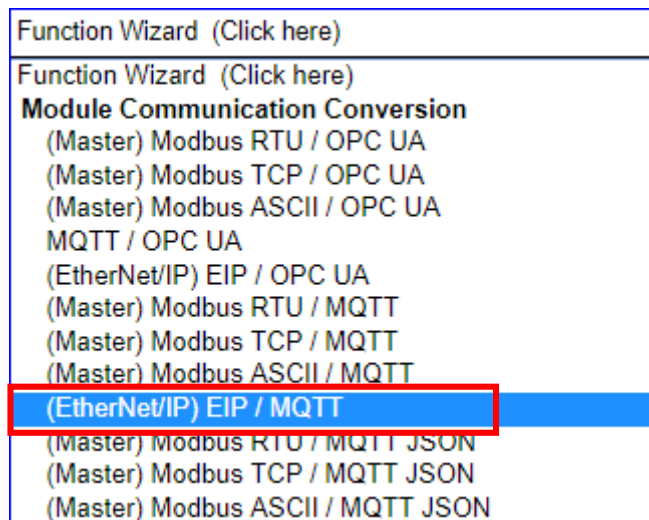 Function Wizard (Click here)
Function Wizard (Click here)
Module Communication Conversion
(Master) Modbus RTU / OPC UA
(Master) Modbus TCP / OPC UA
(Master) Modbus ASCII / OPC UA
MQTT / OPC UA
(EtherNet/IP) EIP / OPC UA
(Master) Modbus RTU / MQTT
(Master) Modbus TCP / MQTT
(Master) Modbus ASCII / MQTT
(EtherNet/IP) EIP / MQTT
(Master) Modbus RTU / MQTT JSON
(Master) Modbus TCP / MQTT JSON
(Master) Modbus ASCII / MQTT JSON